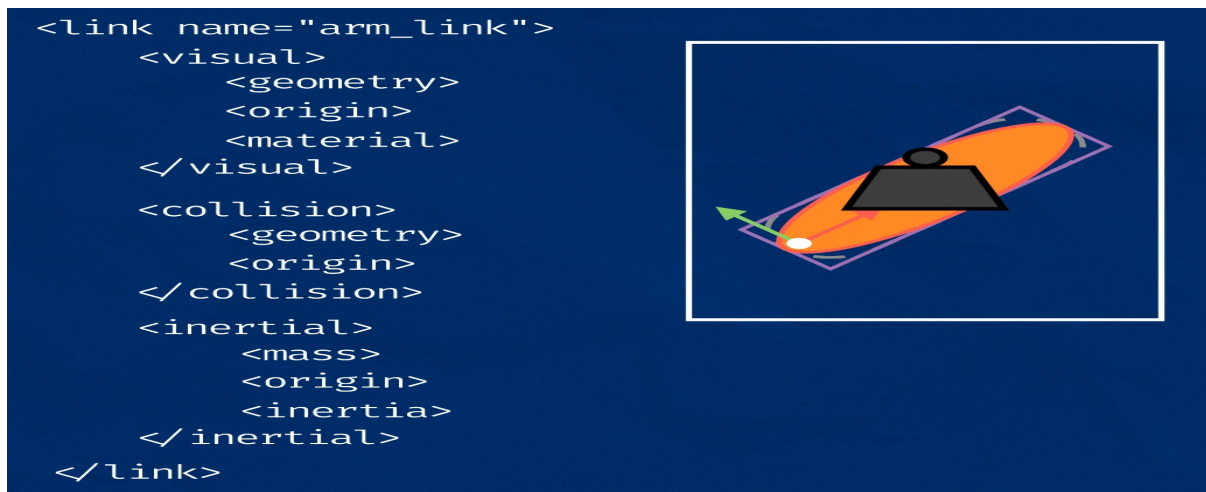 <link name="arm_link">
<visual>
<geometry>
<origin>
<material>
</visual>
<collision>
<geometry>
<origin>
</collision>
<inertial>
<mass>
<origin>
<inertia>
</inertial>
</link>